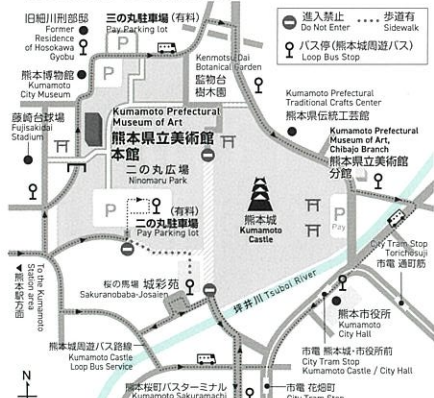 旧細川刑部邸
Former
Residence
of Hosokawa
Gyobu
三の丸駐車場（有料）
Pay Parking lot
P
進入禁止
Do Not Enter
歩道有
Sidewalk
バス停（熊本城周遊バス）
Loop Bus Stop
Kenmotsu Dai
Botanical Garden
監物台
樹木園
熊本博物館
Kumamoto
City Museum
P
藤崎台球場
Fujisakidai
Stadium
Kumamoto Prefectural
Museum of Art
熊本県立美術館
本館
Kumamoto Prefectural
Traditional Crafts Center
熊本県伝統工芸館
Kumamoto Prefectural
Museum of Art,
Chibajo Branch
熊本県立美術館
分館
二の丸広場
Ninomaru Park
P
（有料）
二の丸駐車場
Pay Parking lot
熊本城
Kumamoto
Castle
P
Pay
City Tram Stop
Torichosuji
市電 通町筋
熊本駅方面
To the Kumamoto
Station area
桜の馬場 城彩苑
Sakuranobaba-Josaien
坪井川 Tsuboi River
熊本市役所
Kumamoto
City Hall
熊本城周遊バス路線
Kumamoto Castle
Loop Bus Service
市電 熊本城・市役所前
City Tram Stop
Kumamoto Castle / City Hall
N
熊本桜町バスターミナル
Kumamoto Sakuramachi
市電 花畑町
City Tram Stop